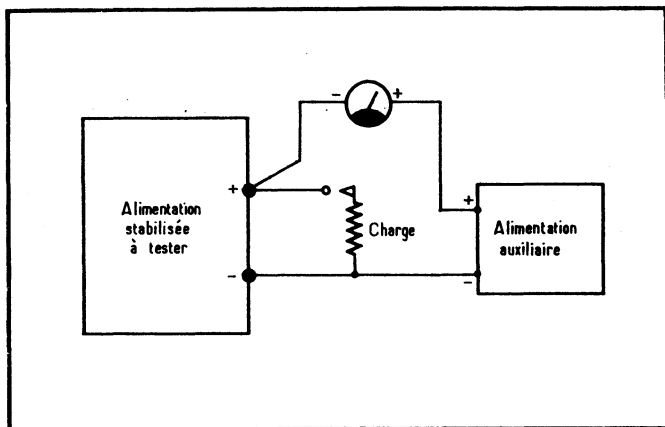 - +
+
Alimentation
stabilisée
à tester
-
Charge
+
Alimentation
auxiliaire
-